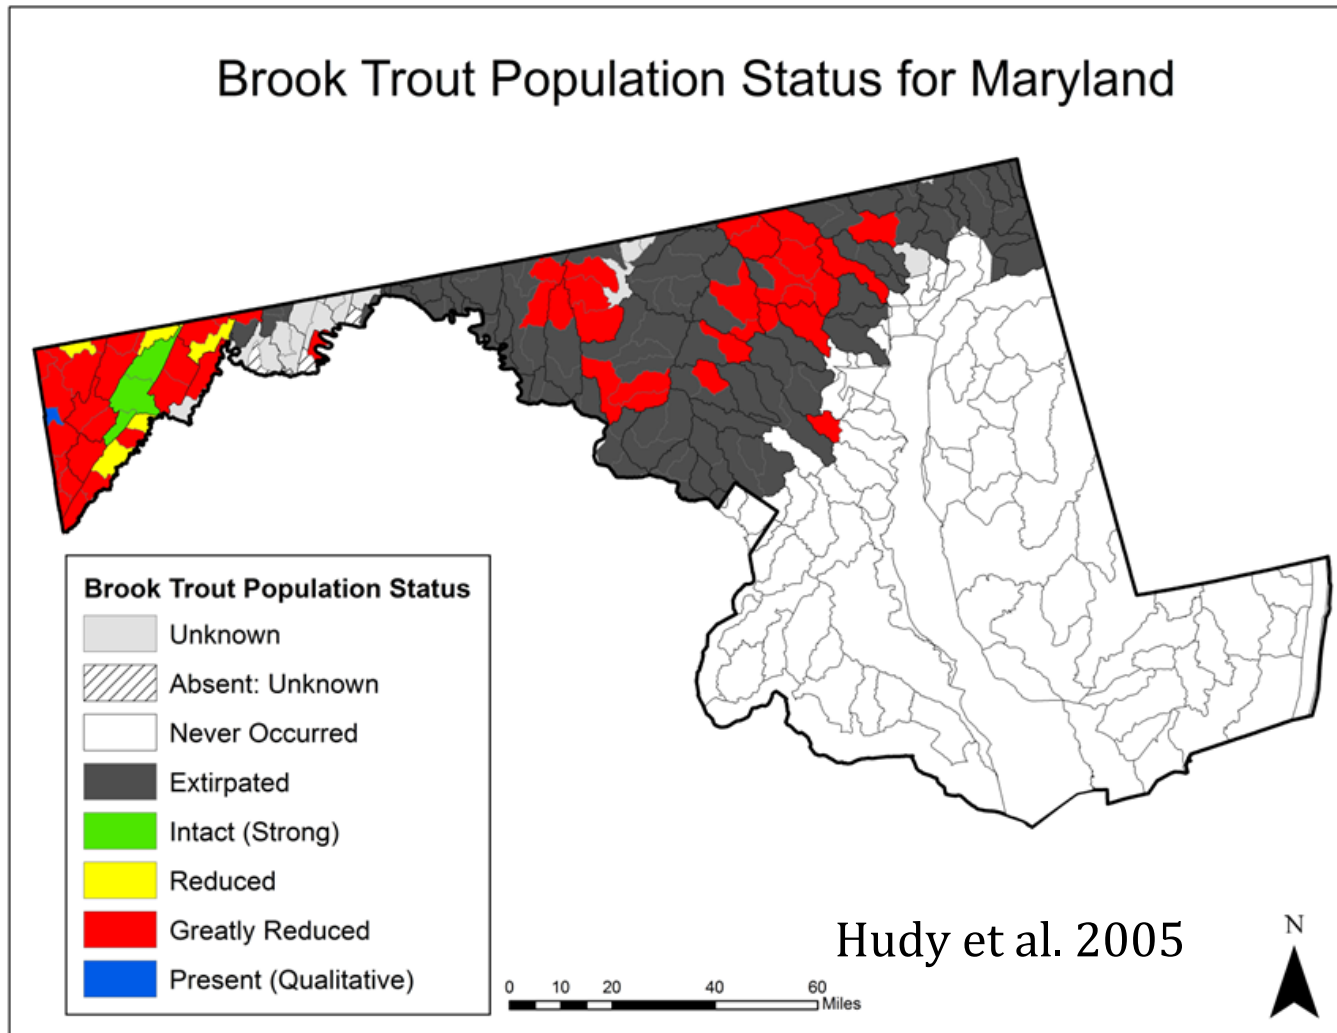 Brook Trout Population Status for Maryland
Brook Trout Population Status
Unknown
Absent: Unknown
Never Occurred
Extirpated
Intact (Strong)
Reduced
Greatly Reduced
Present (Qualitative)
Hudy et al. 2005
N
0 10 20 40 60
Miles